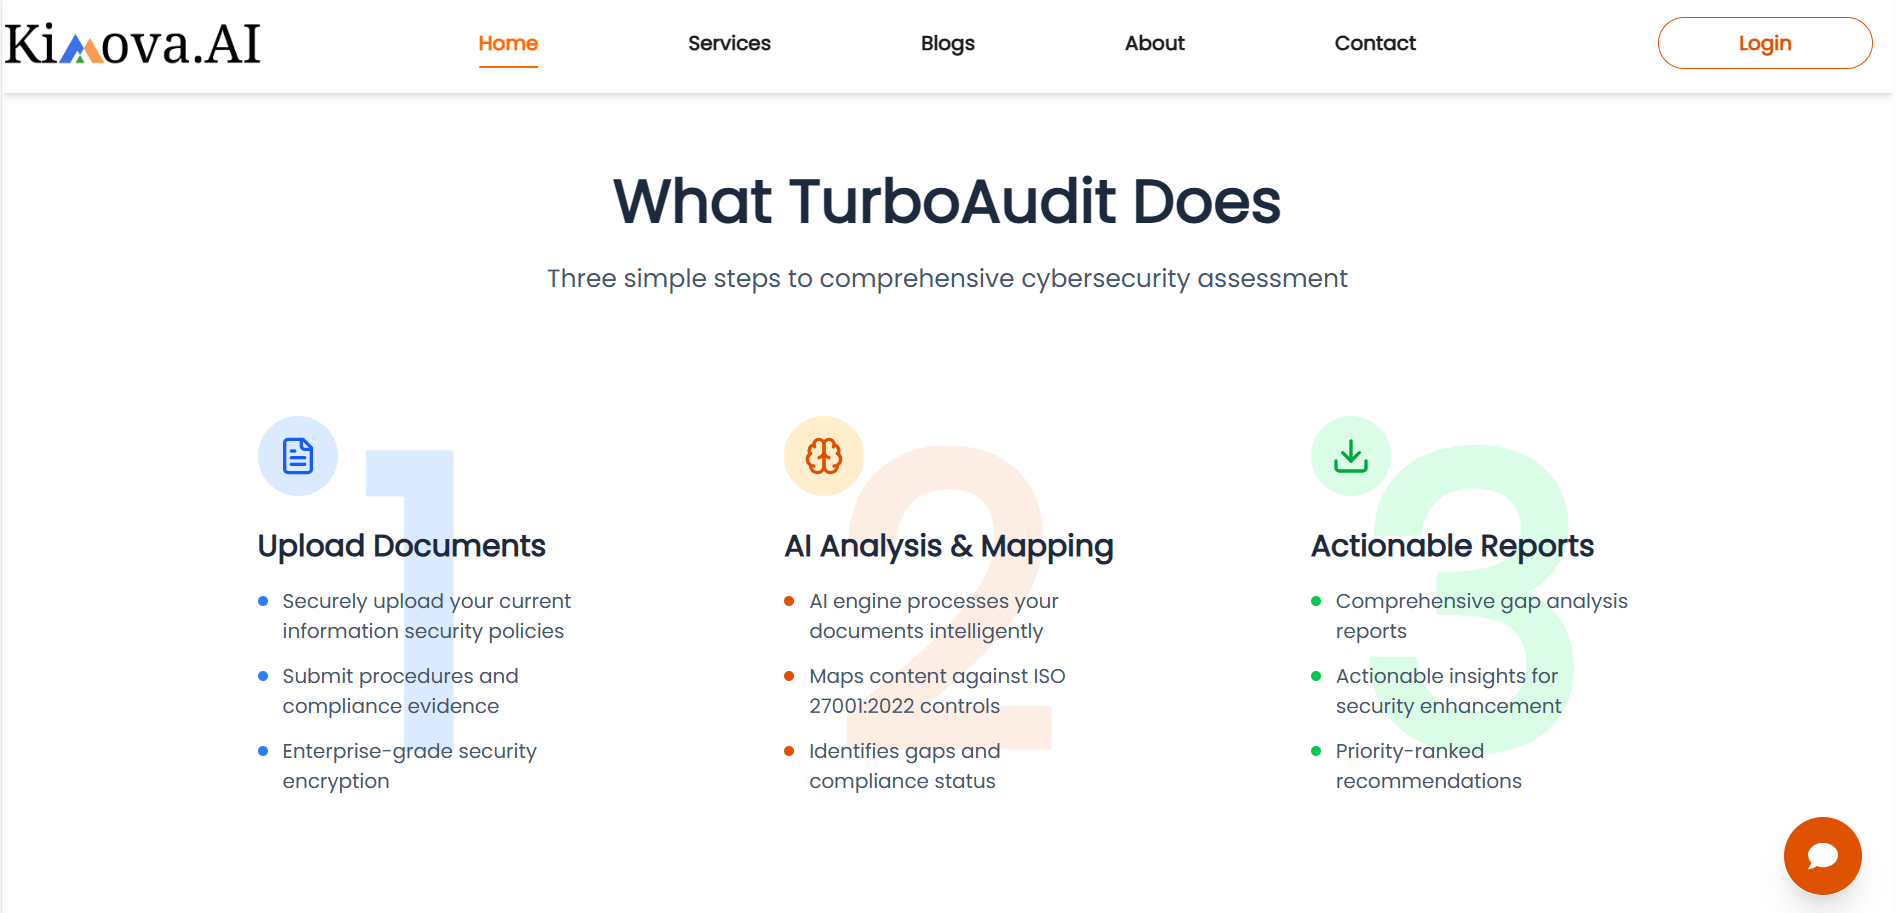 Kimova.AI
Home Services Blogs About Contact Login
What TurboAudit Does
Three simple steps to comprehensive cybersecurity assessment
1
Upload Documents
Securely upload your current
information security policies
Submit procedures and
compliance evidence
Enterprise-grade security
encryption
2
AI Analysis & Mapping
AI engine processes your
documents intelligently
Maps content against ISO
27001:2022 controls
Identifies gaps and
compliance status
3
Actionable Reports
Comprehensive gap analysis
reports
Actionable insights for
security enhancement
Priority-ranked
recommendations